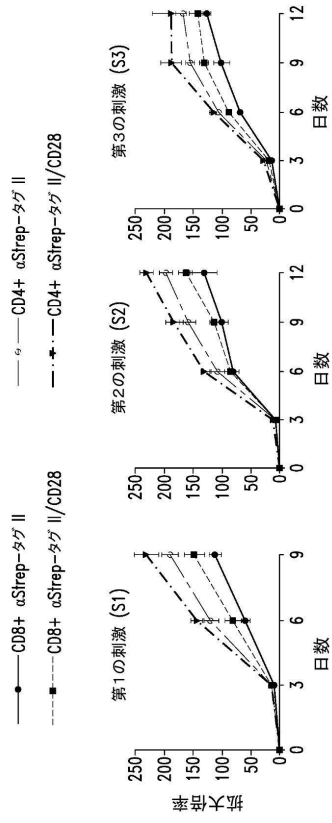 CD8+ αStrep-タグ II
CD4+ αStrep-タグ II
CD8+ αStrep-タグ II/CD28
CD4+ αStrep-タグ II/CD28
第1の刺激 (S1)
拡大倍率
250
200
150
100
50
0
0 3 6 9
日数
第2の刺激 (S2)
250
200
150
100
50
0
0 3 6 9 12
日数
第3の刺激 (S3)
250
200
150
100
50
0
0 3 6 9 12
日数